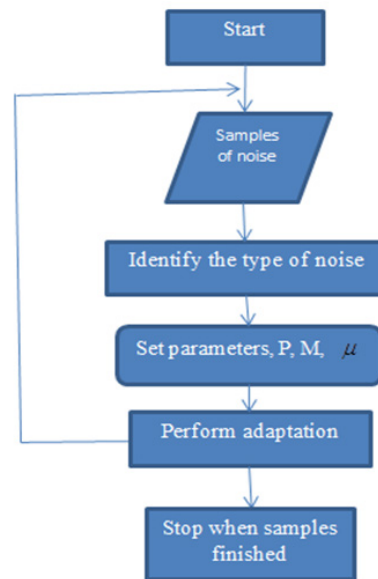 Start
Samples
of noise
Identify the type of noise
Set parameters, P, M, μ
Perform adaptation
Stop when samples
finished